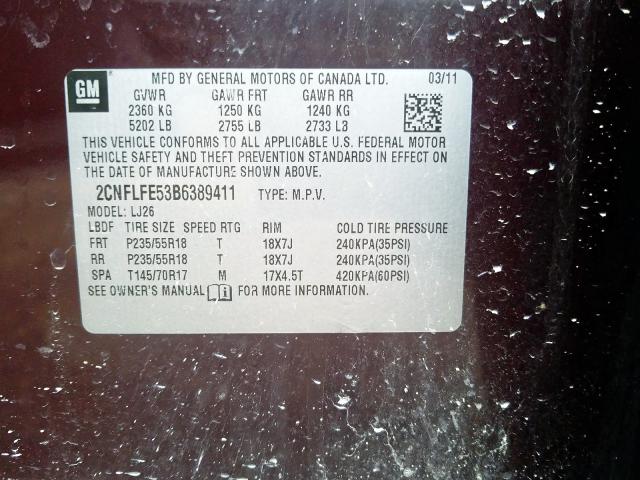 GM MFD BY GENERAL MOTORS OF CANADA LTD. 03/11
GVWR GAWR FRT GAWR RR
2360 KG 1250 KG 1240 KG
5202 LB 2755 LB 2733 LB
THIS VEHICLE CONFORMS TO ALL APPLICABLE U.S. FEDERAL MOTOR
VEHICLE SAFETY AND THEFT PREVENTION STANDARDS IN EFFECT ON
THE DATE OF MANUFACTURE SHOWN ABOVE.
2CNFLFE53B6389411 TYPE: M.P.V.
MODEL: LJ26
LBDF TIRE SIZE SPEED RTG RIM COLD TIRE PRESSURE
FRT P235/55R18 T 18X7J 240KPA(35PSI)
RR P235/55R18 T 18X7J 240KPA(35PSI)
SPA T145/70R17 M 17X4.5T 420KPA(60PSI)
SEE OWNER'S MANUAL FOR MORE INFORMATION.